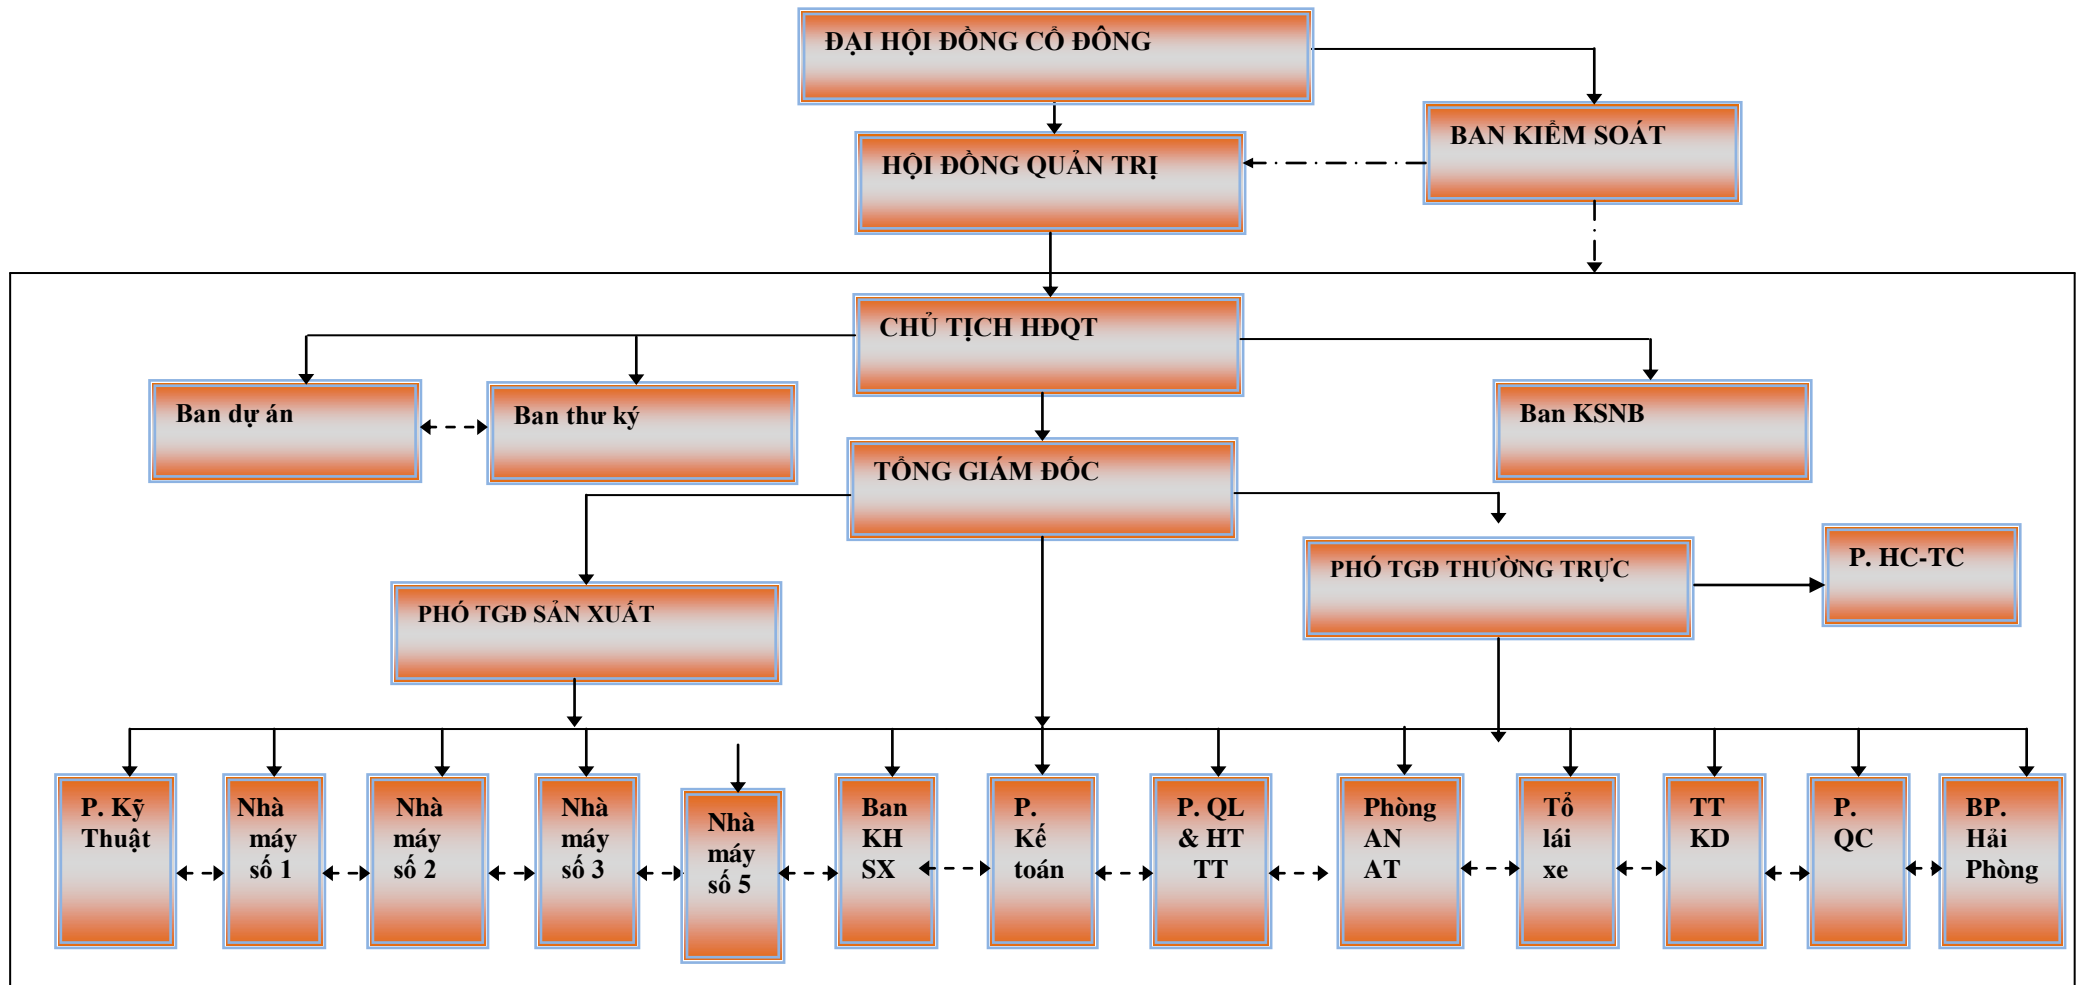 ĐẠI HỘI ĐỒNG CỔ ĐÔNG
BAN KIỂM SOÁT
HỘI ĐỒNG QUẢN TRỊ
CHỦ TỊCH HĐQT
Ban dự án
Ban thư ký
Ban KSNB
TỔNG GIÁM ĐỐC
P. HC-TC
PHÓ TGĐ THƯỜNG TRỰC
PHÓ TGĐ SẢN XUẤT
P. Kỹ
Thuật
Nhà
máy
số 1
Nhà
máy
số 2
Nhà
máy
số 3
Nhà
máy
số 5
Ban
KH
SX
P.
Kế
toán
P. QL
& HT
TT
Phòng
AN
AT
Tổ
lái
xe
TT
KD
P.
QC
BP.
Hải
Phòng